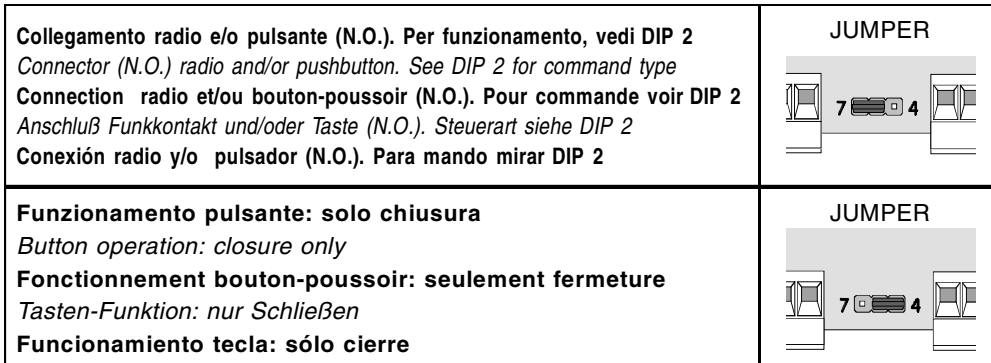 Collegamento radio e/o pulsante (N.O.). Per funzionamento, vedi DIP 2
Connector (N.O.) radio and/or pushbutton. See DIP 2 for command type
Connection radio et/ou bouton-poussoir (N.O.). Pour commande voir DIP 2
Anschluß Funkkontakt und/oder Taste (N.O.). Steuerart siehe DIP 2
Conexión radio y/o pulsador (N.O.). Para mando mirar DIP 2
JUMPER
7 4
Funzionamento pulsante: solo chiusura
Button operation: closure only
Fonctionnement bouton-poussoir: seulement fermeture
Tasten-Funktion: nur Schließen
Funcionamiento tecla: sólo cierre
JUMPER
7 4